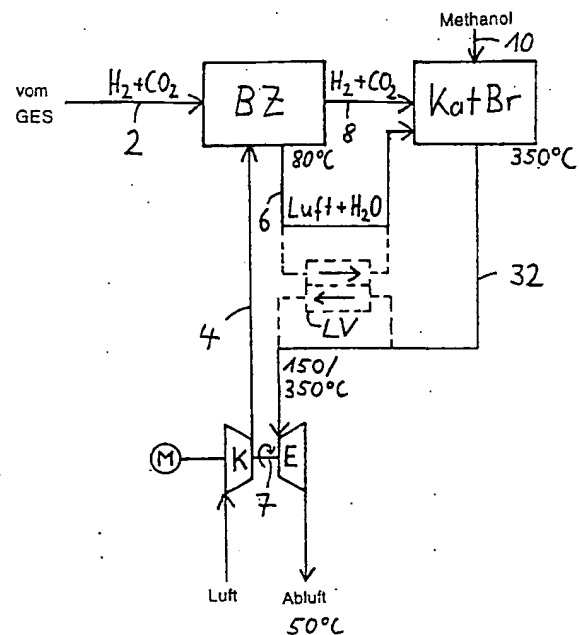 Methanol
10
vom
GES
H₂+CO₂
2
BZ
H₂+CO₂
8
KatBr
80°C
350°C
6
Luft+H₂O
LV
32
4
150/
350°C
M
K
E
7
Luft
Abluft
50°C